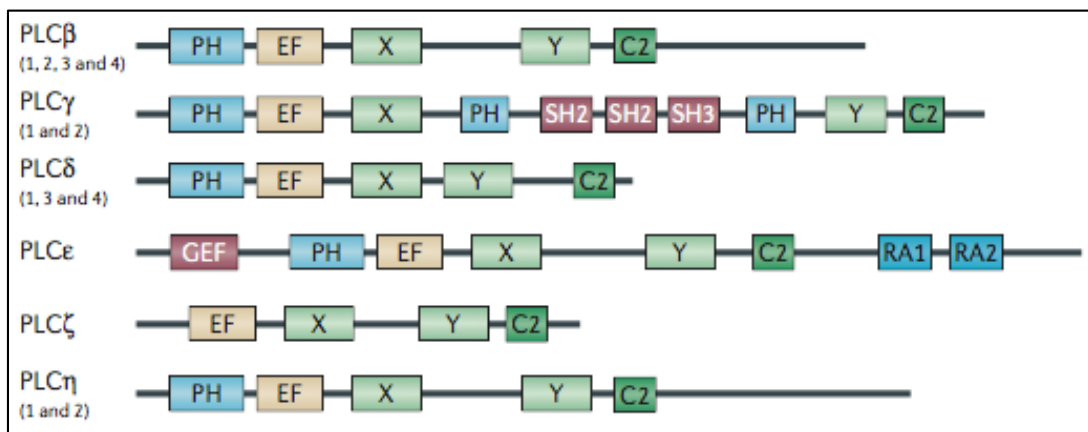 PLCβ PH EF X Y C2
(1, 2, 3 and 4)
PLCγ PH EF X PH SH2 SH2 SH3 PH Y C2
(1 and 2)
PLCδ PH EF X Y C2
(1, 3 and 4)
PLCε GEF PH EF X Y C2 RA1 RA2
PLCζ EF X Y C2
PLCη PH EF X Y C2
(1 and 2)